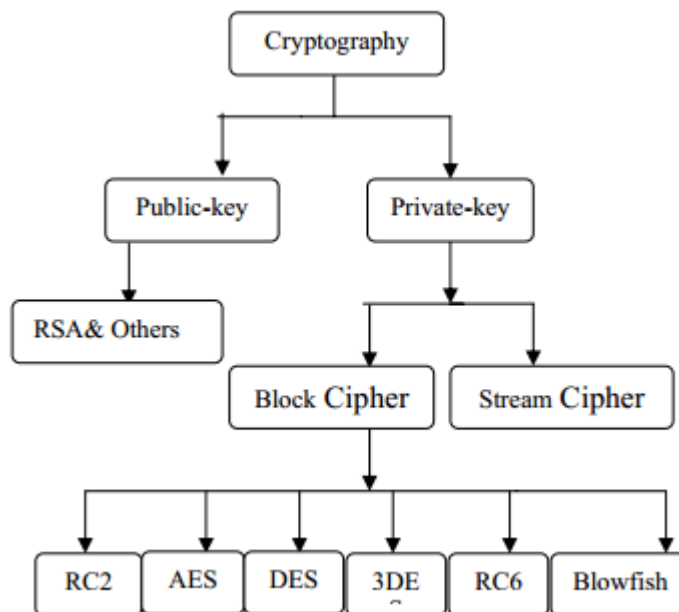 Cryptography
Public-key
Private-key
RSA& Others
Block Cipher
Stream Cipher
RC2
AES
DES
3DE
RC6
Blowfish